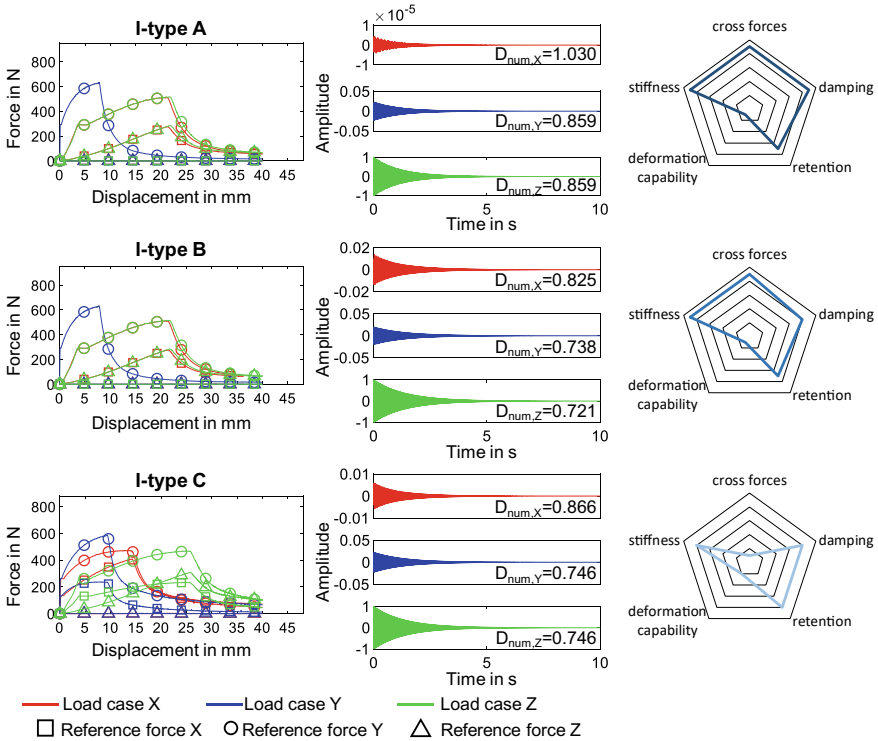 I-type A
Force in N
800
600
400
200
0
0 5 10 15 20 25 30 35 40 45
Displacement in mm
1 × 10^-5
-1
0.05
-0.05
1
0
-1
Amplitude
D_num,X=1.030
D_num,Y=0.859
D_num,Z=0.859
0 5 10
Time in s
cross forces
stiffness
damping
deformation
capability
retention
I-type B
Force in N
800
600
400
200
0
0 5 10 15 20 25 30 35 40 45
Displacement in mm
0.02
-0.02
0.05
-0.05
1
0
-1
Amplitude
D_num,X=0.825
D_num,Y=0.738
D_num,Z=0.721
0 5 10
Time in s
cross forces
stiffness
damping
deformation
capability
retention
I-type C
Force in N
800
600
400
200
0
0 5 10 15 20 25 30 35 40 45
Displacement in mm
0.01
-0.01
0.05
-0.05
1
0
-1
Amplitude
D_num,X=0.866
D_num,Y=0.746
D_num,Z=0.746
0 5 10
Time in s
cross forces
stiffness
damping
deformation
capability
retention
Load case X Load case Y Load case Z
Reference force X Reference force Y Reference force Z